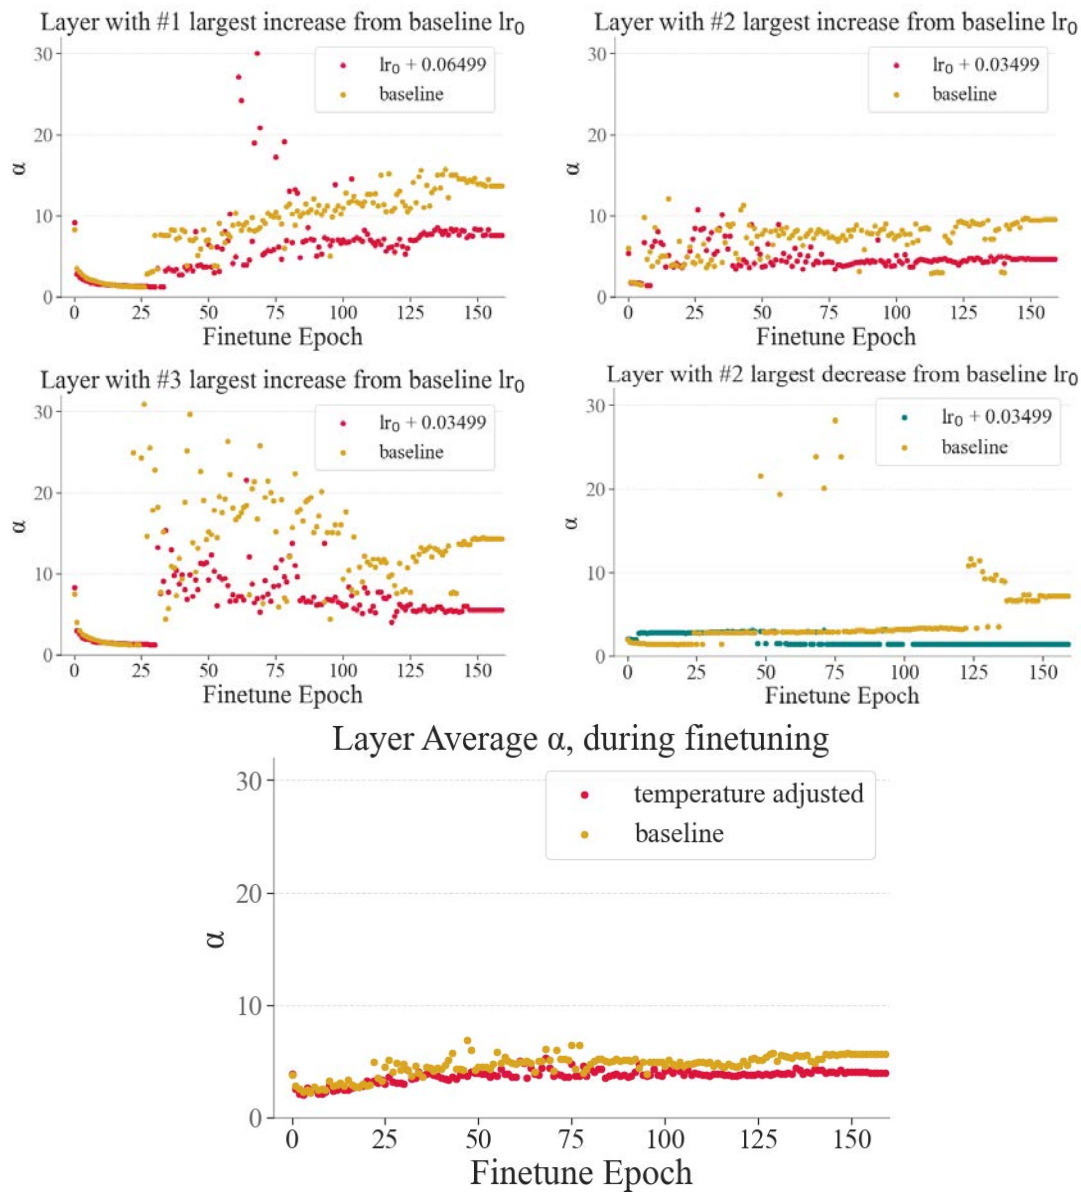 Layer with #1 largest increase from baseline lr₀
30
20
10
0
α
lr₀ + 0.06499
baseline
0 25 50 75 100 125 150
Finetune Epoch
Layer with #2 largest increase from baseline lr₀
30
20
10
0
α
lr₀ + 0.03499
baseline
0 25 50 75 100 125 150
Finetune Epoch
Layer with #3 largest increase from baseline lr₀
30
20
10
0
α
lr₀ + 0.03499
baseline
0 25 50 75 100 125 150
Finetune Epoch
Layer with #2 largest decrease from baseline lr₀
30
20
10
0
α
lr₀ + 0.03499
baseline
0 25 50 75 100 125 150
Finetune Epoch
Layer Average α, during finetuning
30
20
10
0
α
temperature adjusted
baseline
0 25 50 75 100 125 150
Finetune Epoch